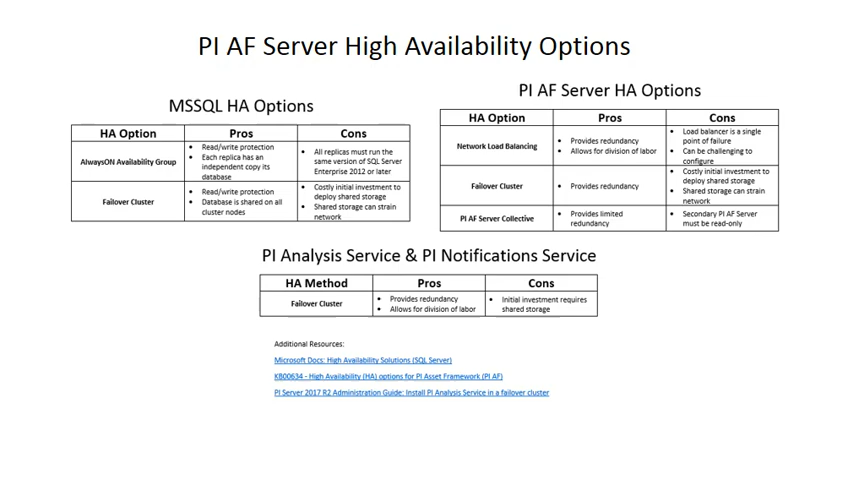 PI AF Server High Availability Options
MSSQL HA Options
HA Option Pros Cons
AlwaysON Availability Group
• Read/write protection
• Each replica has an
independent copy its
database
• All replicas must run the
same version of SQL Server
Enterprise 2012 or later
Failover Cluster
• Read/write protection
• Database is shared on all
cluster nodes
• Costly initial investment to
deploy shared storage
• Shared storage can strain
network
PI AF Server HA Options
HA Option Pros Cons
Network Load Balancing
• Provides redundancy
• Allows for division of labor
• Load balancer is a single
point of failure
• Can be challenging to
configure
Failover Cluster
• Provides redundancy
• Costly initial investment to
deploy shared storage
• Shared storage can strain
network
PI AF Server Collective
• Provides limited
redundancy
• Secondary PI AF Server
must be read-only
PI Analysis Service & PI Notifications Service
HA Method Pros Cons
Failover Cluster
• Provides redundancy
• Allows for division of labor
• Initial investment requires
shared storage
Additional Resources:
Microsoft Docs: High Availability Solutions (SQL Server)
KB00634 - High Availability (HA) options for PI Asset Framework (PI AF)
PI Server 2017 R2 Administration Guide: Install PI Analysis Service in a failover cluster